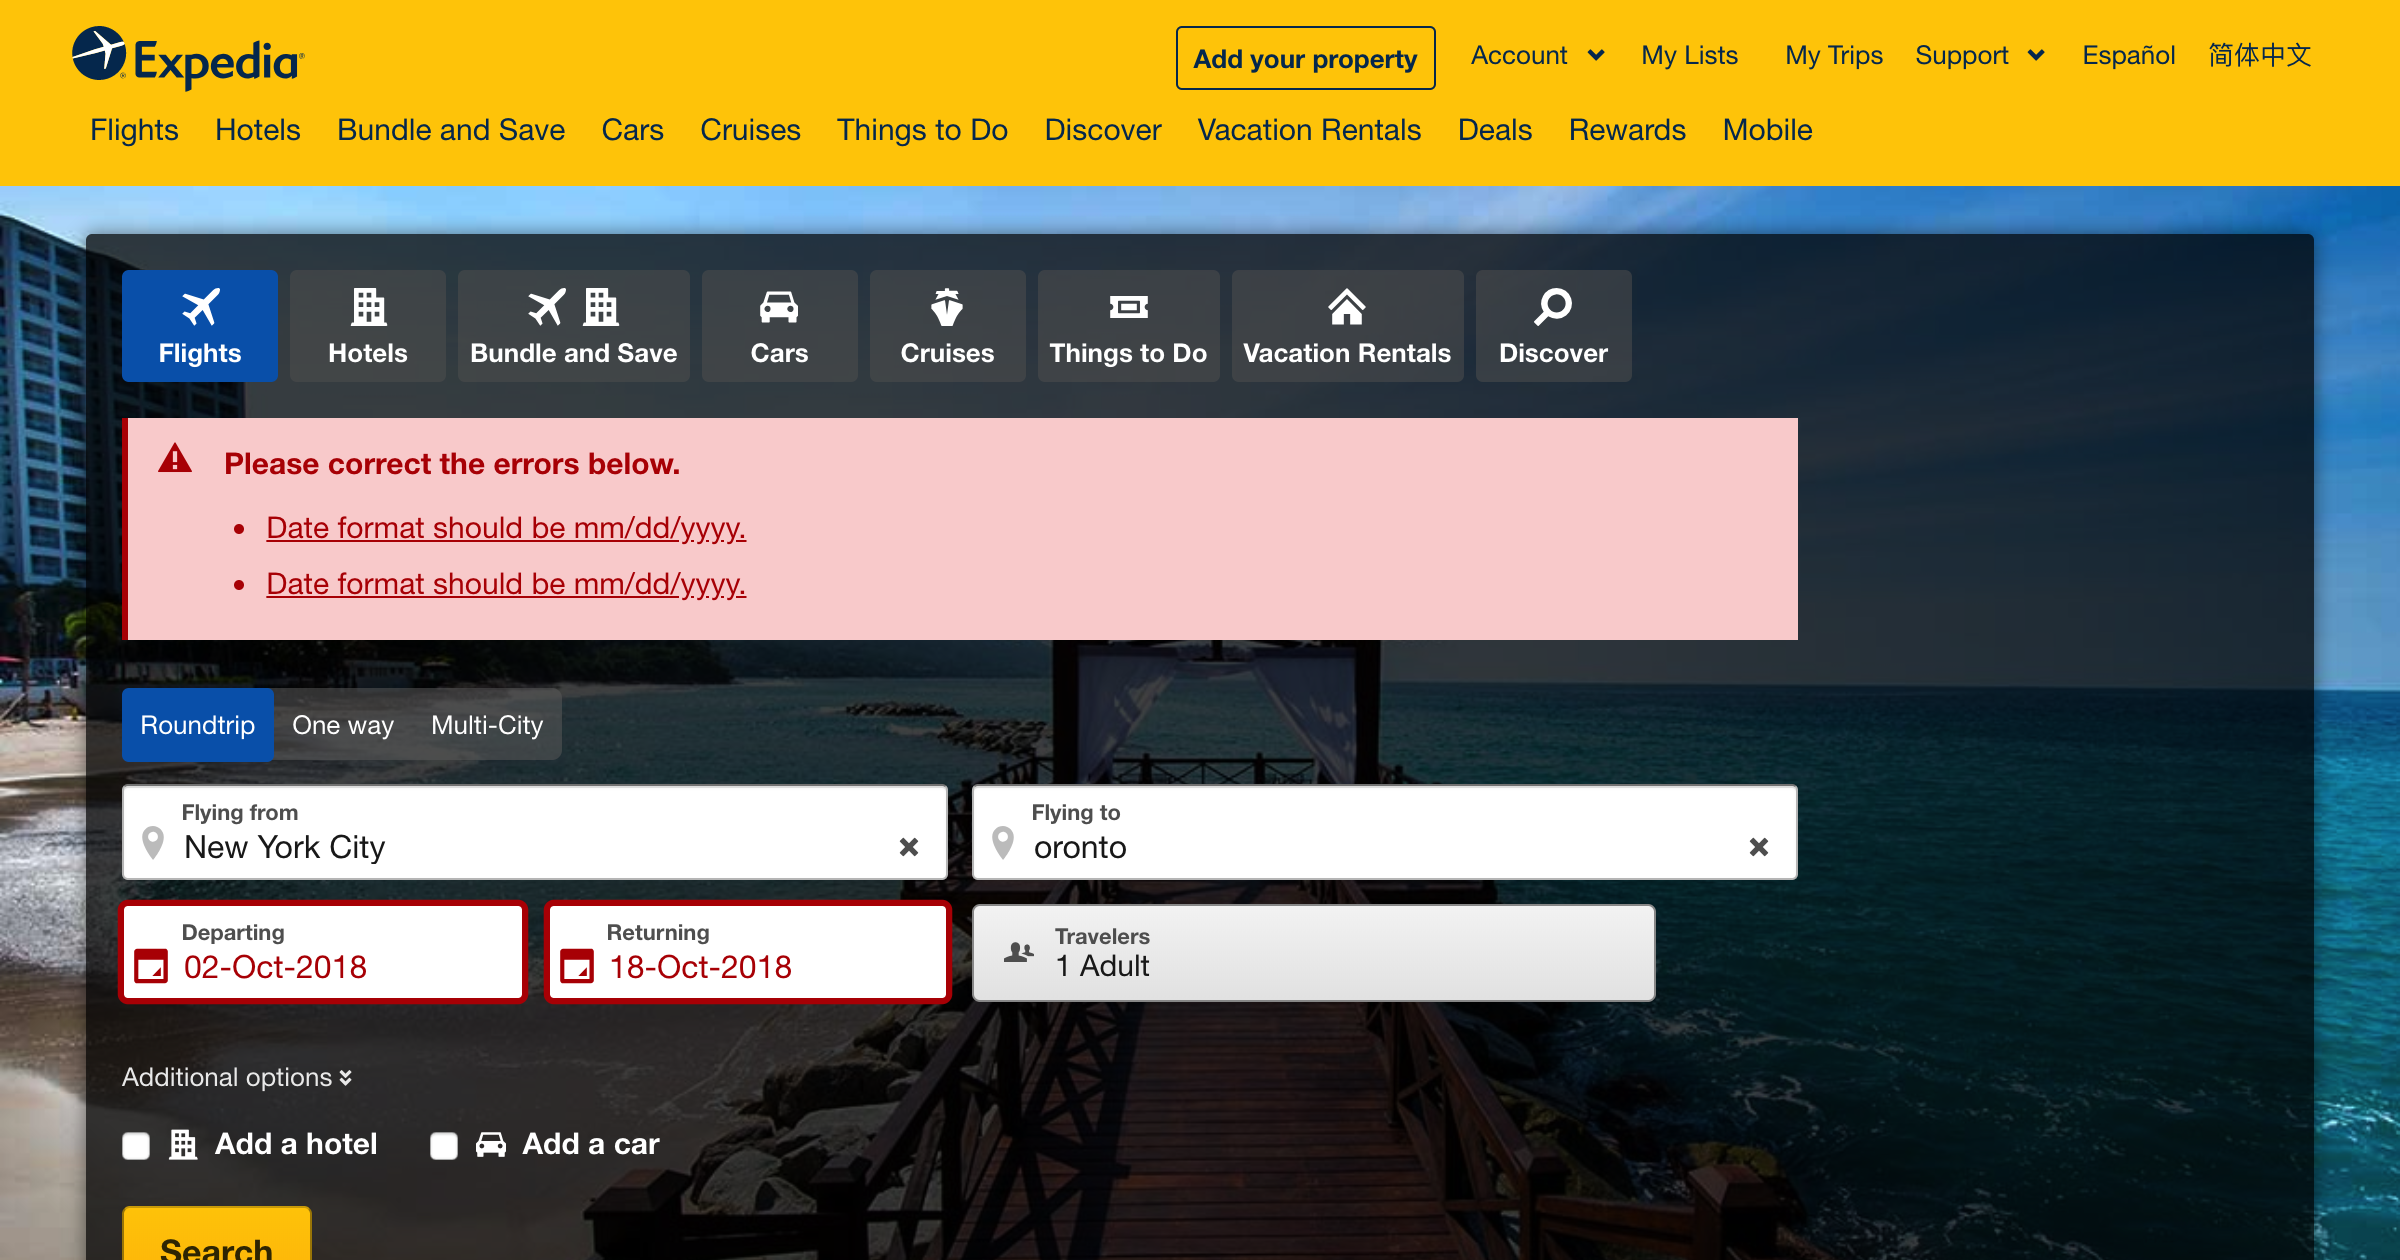 Expedia
Add your property Account My Lists My Trips Support Español 简体中文
Flights Hotels Bundle and Save Cars Cruises Things to Do Discover Vacation Rentals Deals Rewards Mobile
Flights Hotels Bundle and Save Cars Cruises Things to Do Vacation Rentals Discover
Please correct the errors below.
• Date format should be mm/dd/yyyy.
• Date format should be mm/dd/yyyy.
Roundtrip One way Multi-City
Flying from
New York City
Flying to
oronto
Departing
02-Oct-2018
Returning
18-Oct-2018
Travelers
1 Adult
Additional options
Add a hotel Add a car
Search